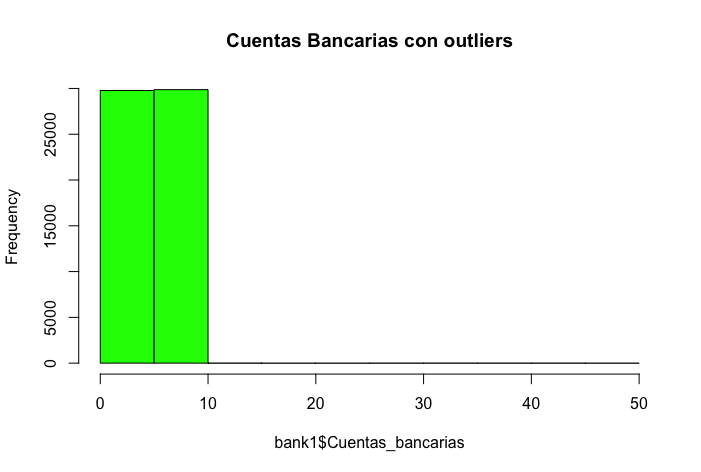 Cuentas Bancarias con outliers
25000
15000
5000
0
Frequency
0 10 20 30 40 50
bank1$Cuentas_bancarias